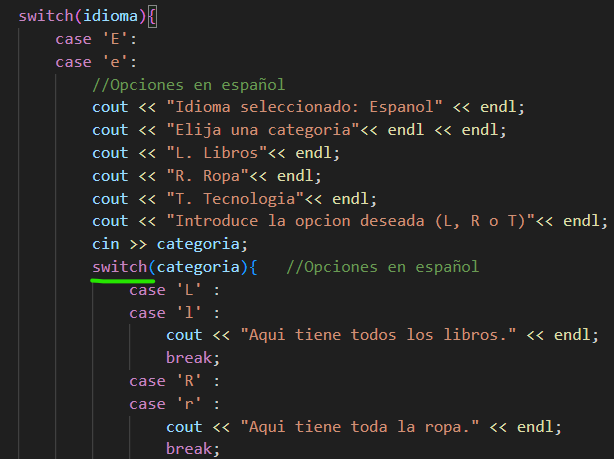 switch(idioma){
case 'E':
case 'e':
//Opciones en español
cout << "Idioma seleccionado: Espanol" << endl;
cout << "Elija una categoria"<< endl << endl;
cout << "L. Libros"<< endl;
cout << "R. Ropa"<< endl;
cout << "T. Tecnologia"<< endl;
cout << "Introduce la opcion deseada (L, R o T)"<< endl;
cin >> categoria;
switch(categoria){   //Opciones en español
case 'L' :
case 'l' :
cout << "Aqui tiene todos los libros." << endl;
break;
case 'R' :
case 'r' :
cout << "Aqui tiene toda la ropa." << endl;
break;